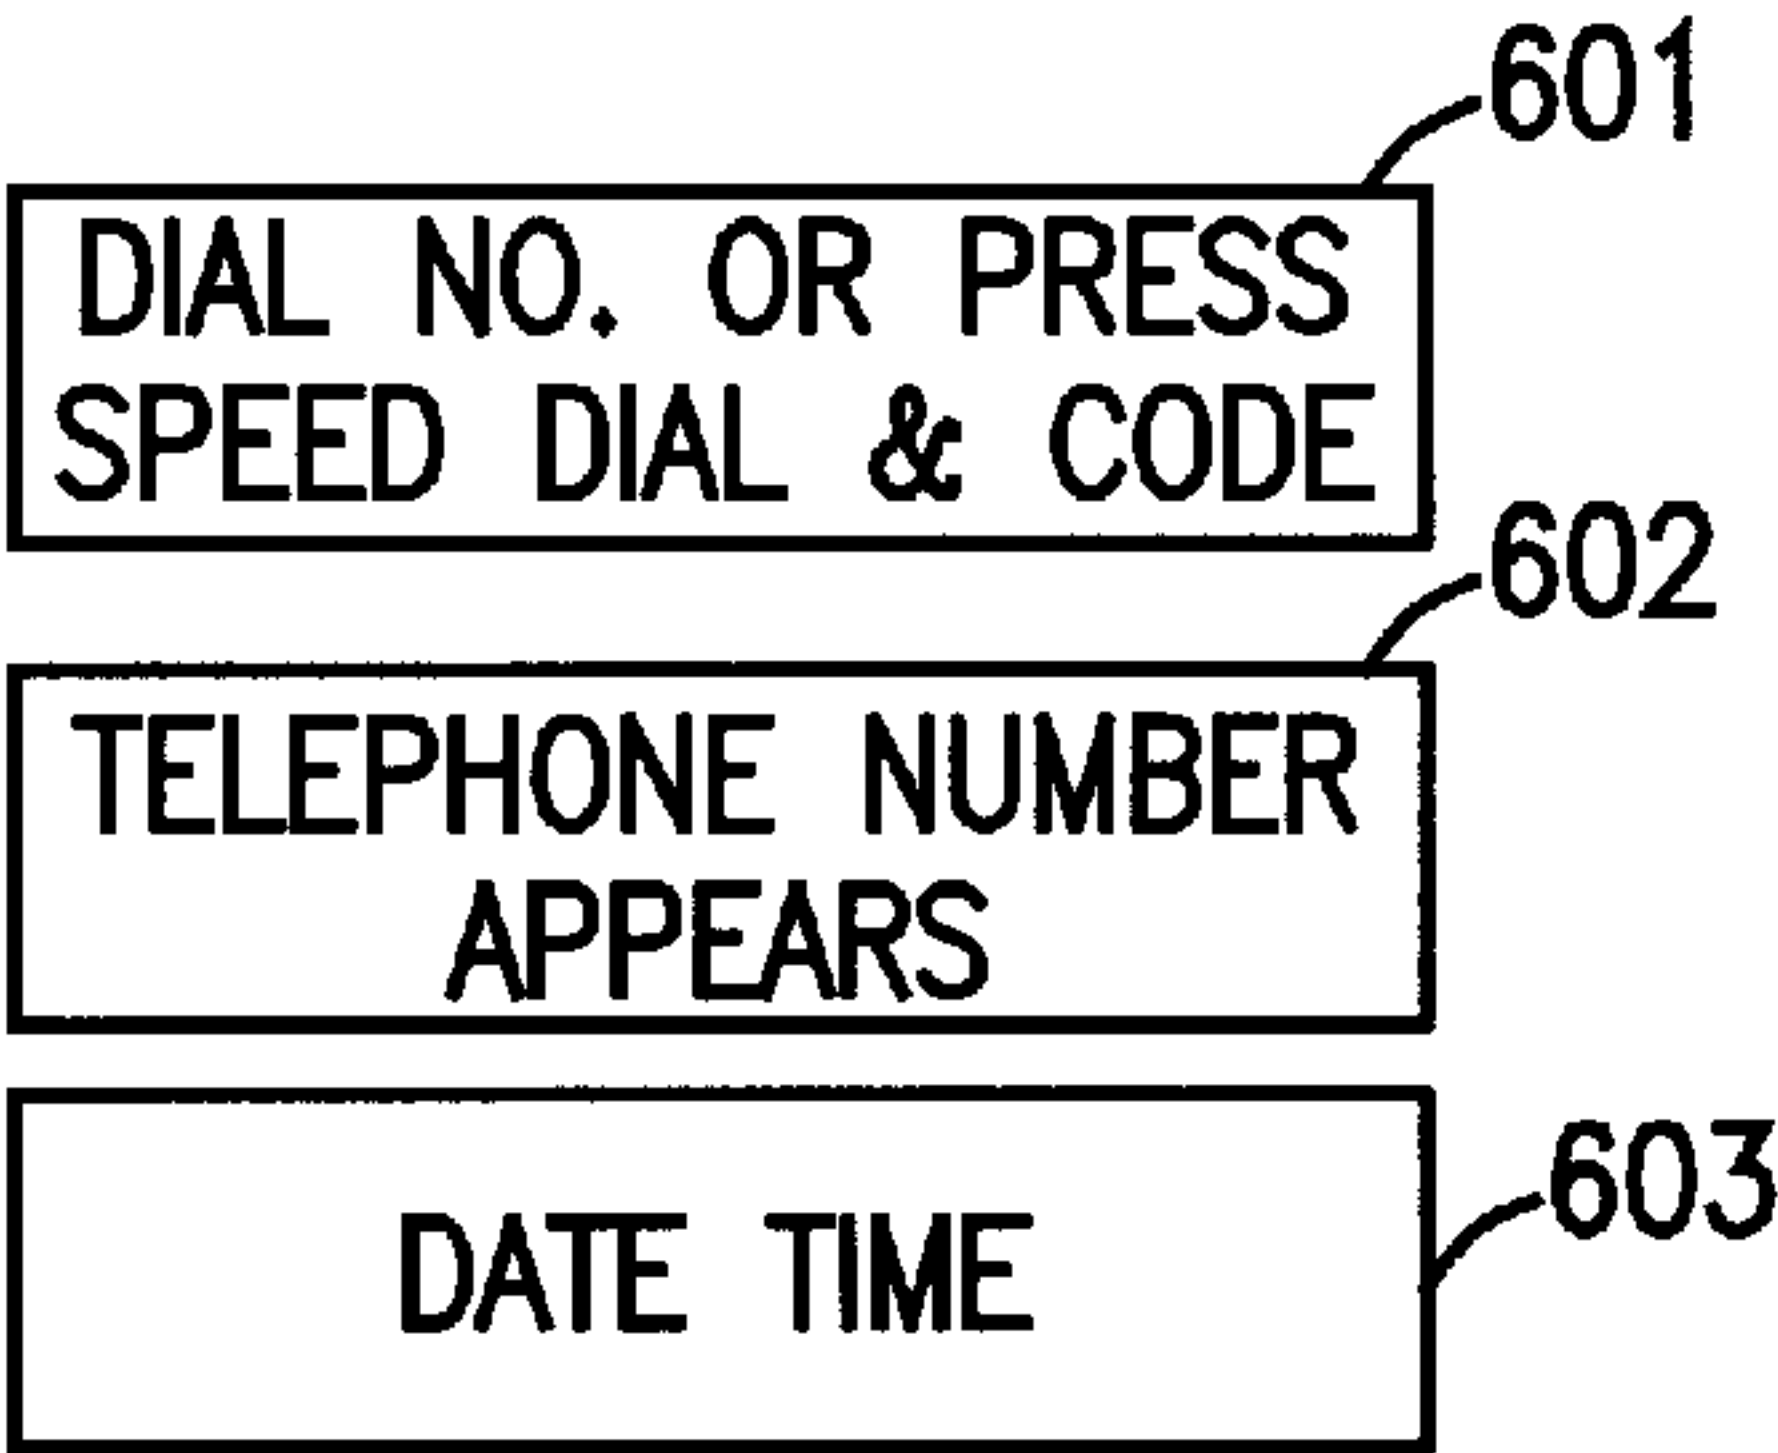 601
DIAL NO. OR PRESS
SPEED DIAL & CODE
602
TELEPHONE NUMBER
APPEARS
603
DATE TIME